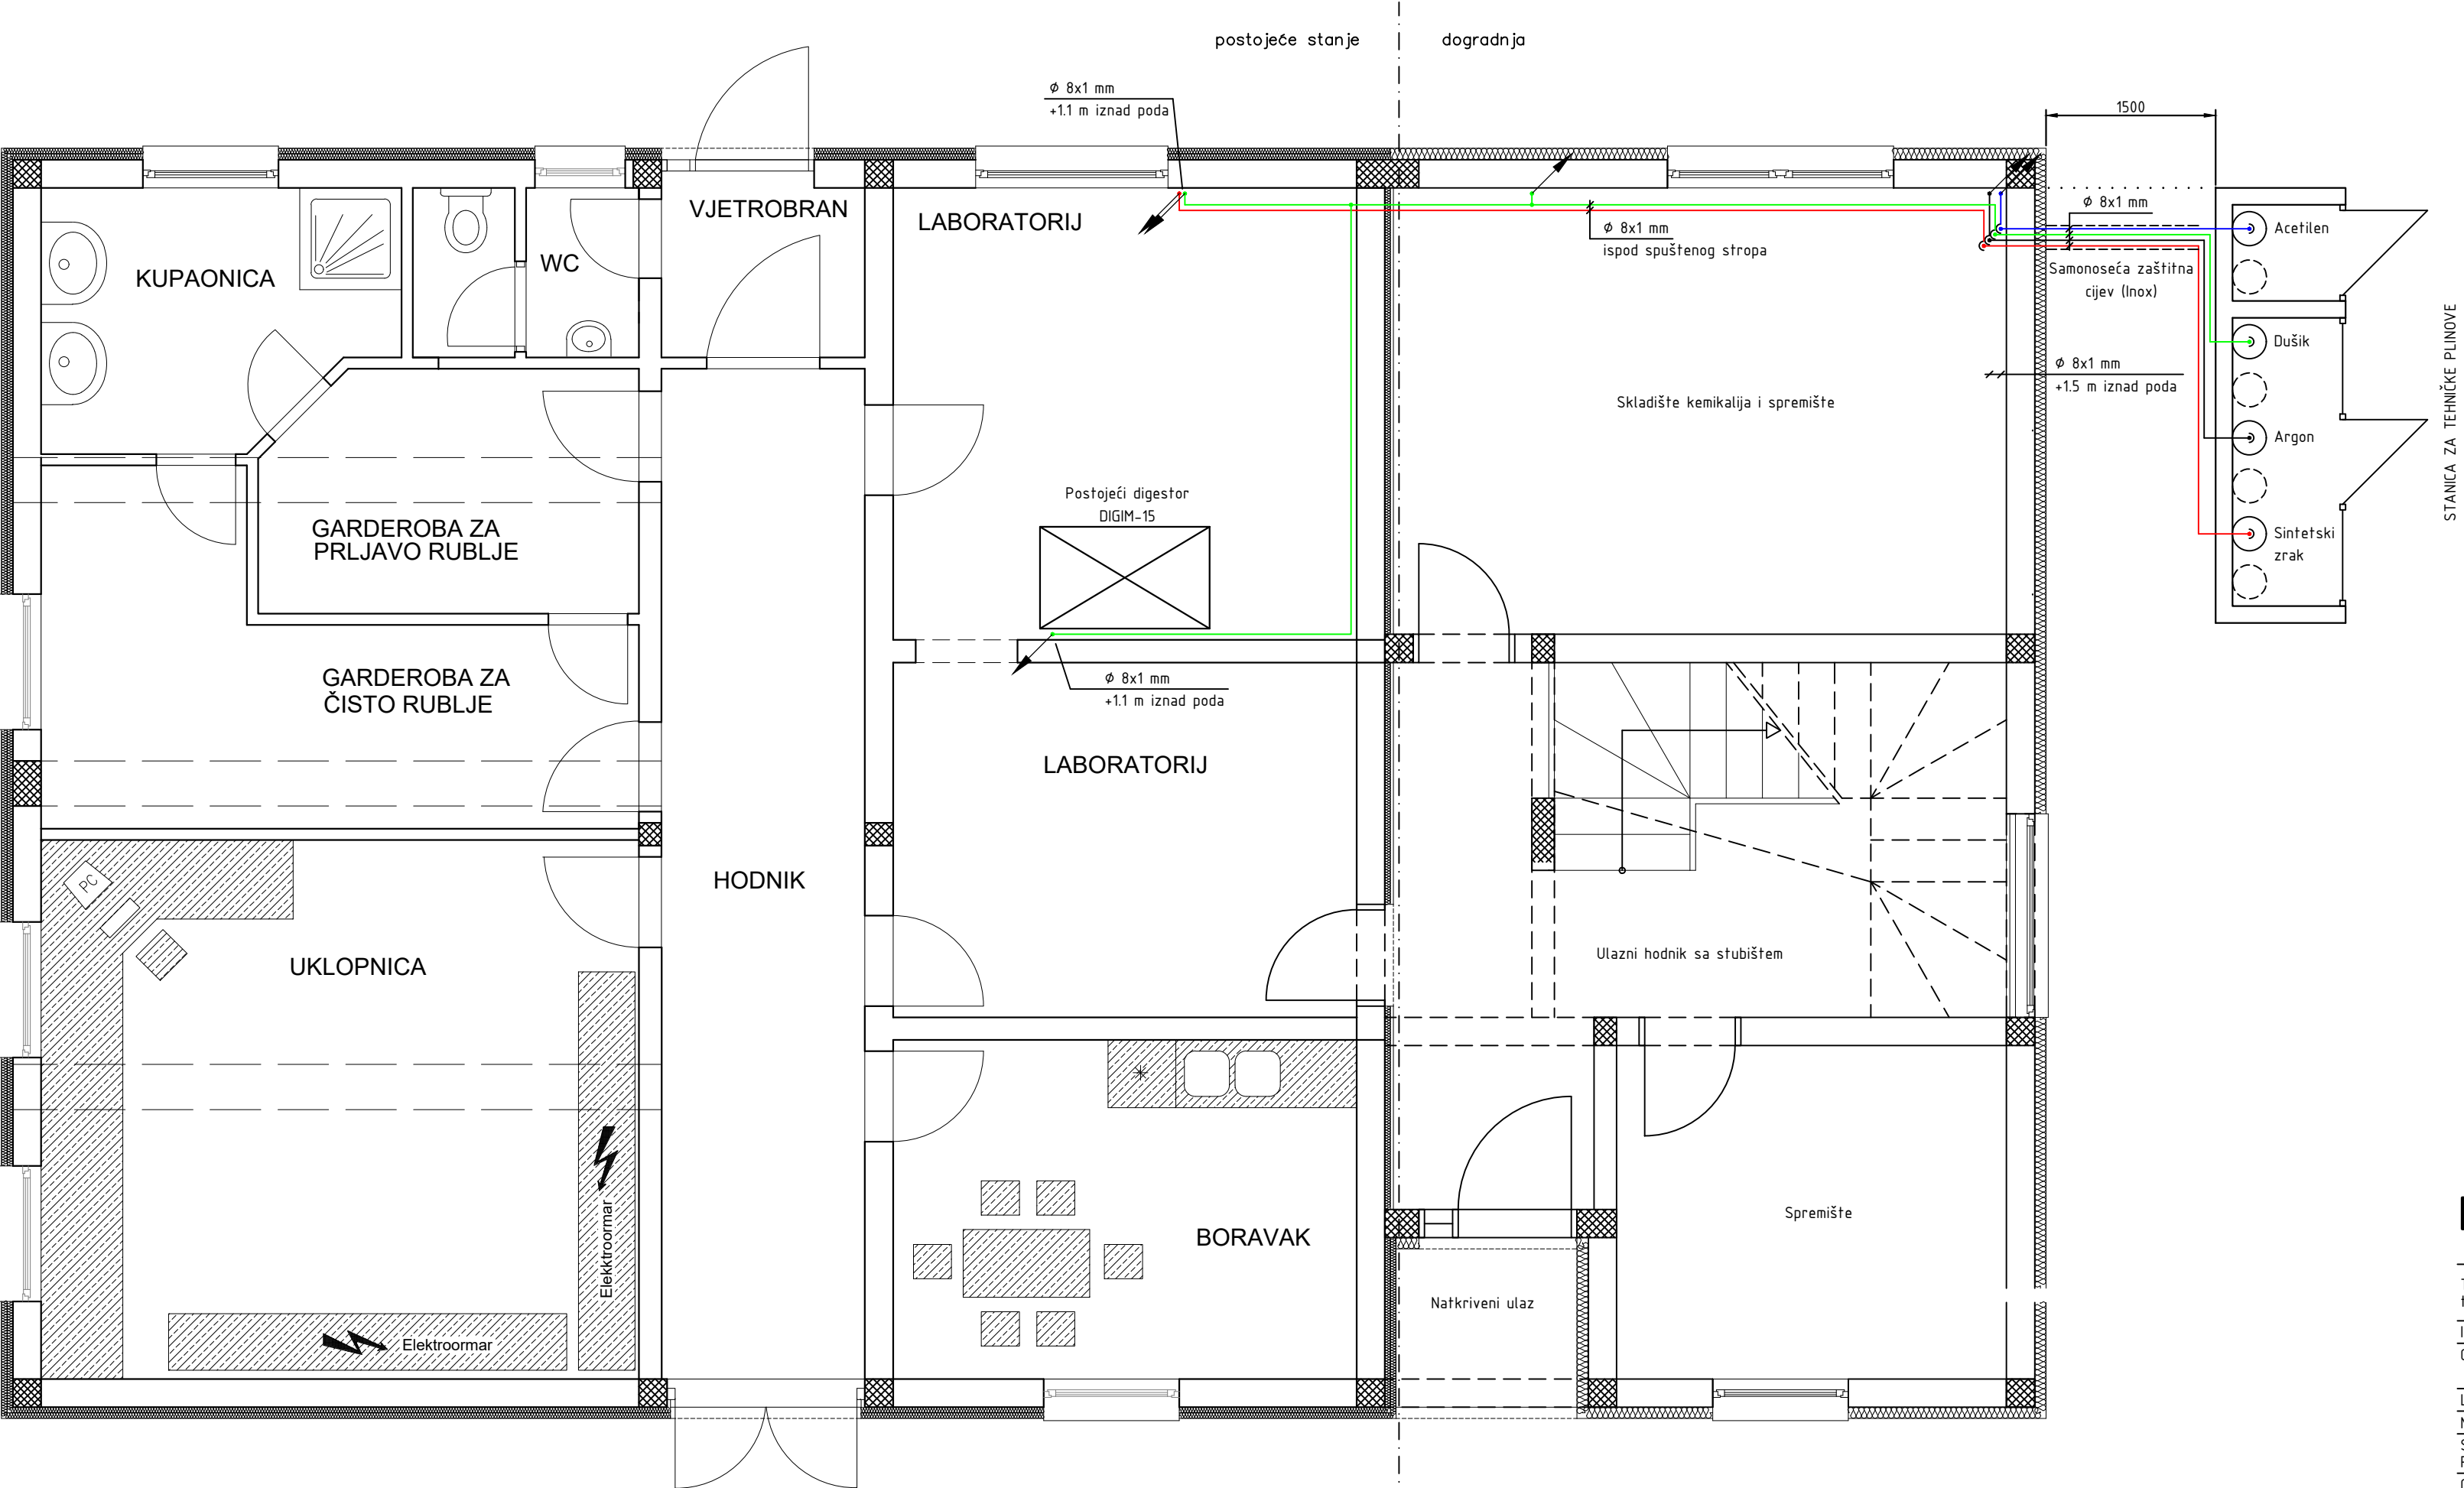 postojeće stanje
dogradnja
ϕ 8x1 mm
+1.1 m iznad poda
1500
VJETROBRAN
LABORATORIJ
KUPAONICA
WC
ϕ 8x1 mm
ispod spuštenog stropa
ϕ 8x1 mm
Samonoseća zaštitna
cijev (Inox)
Acetilen
Dušik
ϕ 8x1 mm
+1.5 m iznad poda
Argon
Sintetski
zrak
STANICA ZA TEHNIČKE PLINOVE
Skladište kemikalija i spremište
Postojeći digestor
DIGIM-15
GARDEROBA ZA
PRLJAVO RUBLJE
GARDEROBA ZA
ČISTO RUBLJE
ϕ 8x1 mm
+1.1 m iznad poda
LABORATORIJ
HODNIK
PC
UKLOPNICA
Ulazni hodnik sa stubištem
Elekktroormar
Elektroormar
BORAVAK
Spremište
Natkriveni ulaz